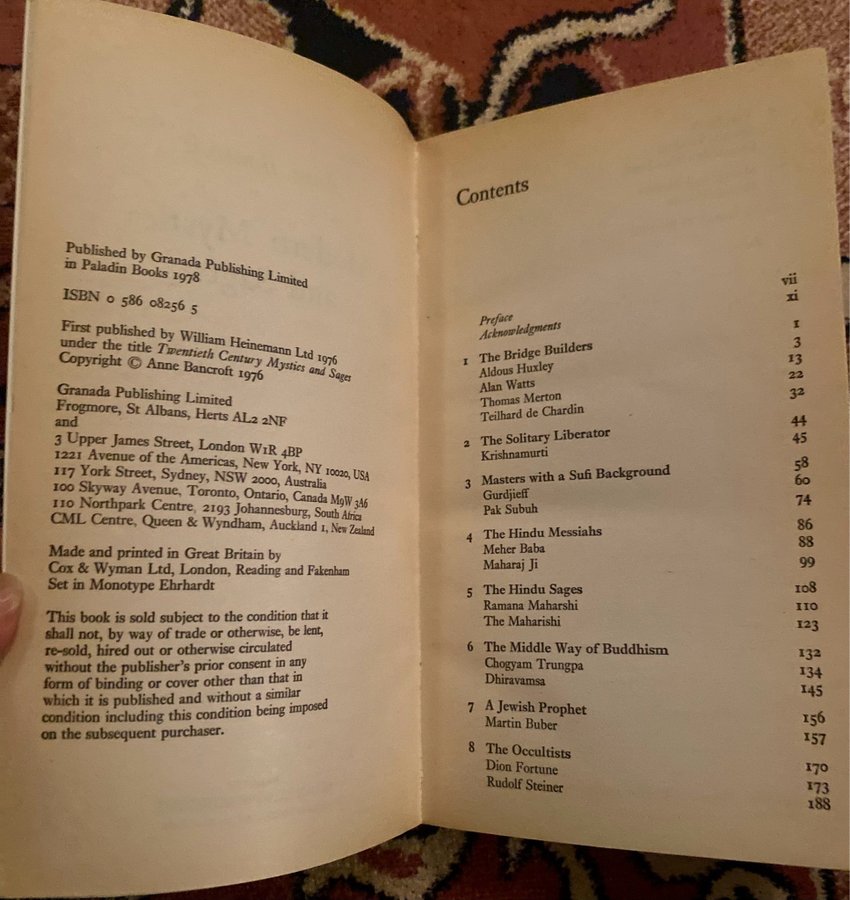 Published by Granada Publishing Limited
in Paladin Books 1978
ISBN 0 586 08256 5
First published by William Heinemann Ltd 1976
under the title Twentieth Century Mystics and Sages
Copyright © Anne Bancroft 1976
Granada Publishing Limited
Frogmore, St Albans, Herts AL2 2NF
and
3 Upper James Street, London W1R 4BP
1221 Avenue of the Americas, New York, NY 10020, USA
117 York Street, Sydney, NSW 2000, Australia
100 Skyway Avenue, Toronto, Ontario, Canada M9W 3A6
110 Northpark Centre, 2193 Johannesburg, South Africa
CML Centre, Queen & Wyndham, Auckland 1, New Zealand
Made and printed in Great Britain by
Cox & Wyman Ltd, London, Reading and Fakenham
Set in Monotype Ehrhardt
This book is sold subject to the condition that it
shall not, by way of trade or otherwise, be lent,
re-sold, hired out or otherwise circulated
without the publisher's prior consent in any
form of binding or cover other than that in
which it is published and without a similar
condition including this condition being imposed
on the subsequent purchaser.
Contents
Preface vii
Acknowledgments xi
1 The Bridge Builders 1
Aldous Huxley 3
Alan Watts 13
Thomas Merton 22
Teilhard de Chardin 32
2 The Solitary Liberator 44
Krishnamurti 45
3 Masters with a Sufi Background 58
Gurdjieff 60
Pak Subuh 74
4 The Hindu Messiahs 86
Meher Baba 88
Maharaj Ji 99
5 The Hindu Sages 108
Ramana Maharshi 110
The Maharishi 123
6 The Middle Way of Buddhism 132
Chogyam Trungpa 134
Dhiravamsa 145
7 A Jewish Prophet 156
Martin Buber 157
8 The Occultists 170
Dion Fortune 173
Rudolf Steiner 188